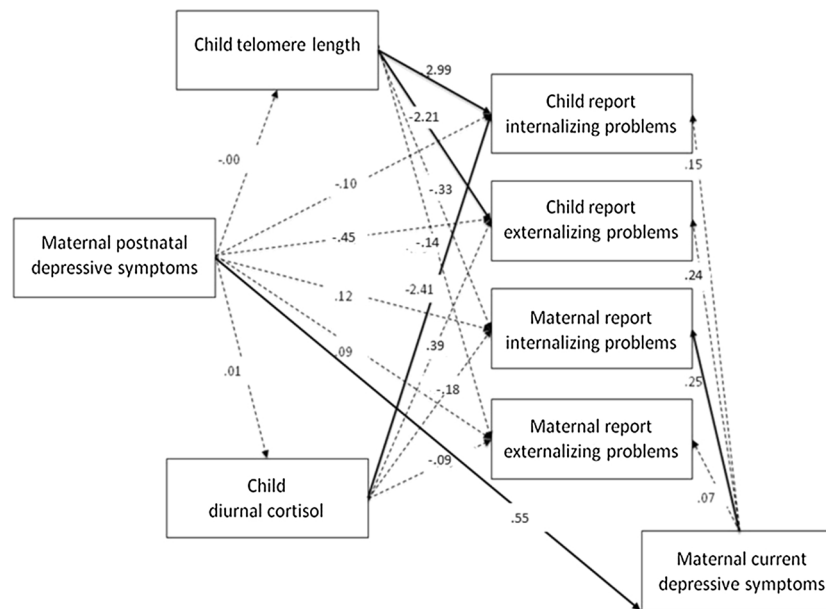 Child telomere length
-2.99
Child report
internalizing problems
-2.21
.15
-.00
-.10
-.33
Child report
externalizing problems
Maternal postnatal
depressive symptoms
-.45
-.14
.24
-2.41
.12
Maternal report
internalizing problems
.39
.09
.01
.25
-.18
Maternal report
externalizing problems
-.09
Child
diurnal cortisol
.07
.55
Maternal current
depressive symptoms